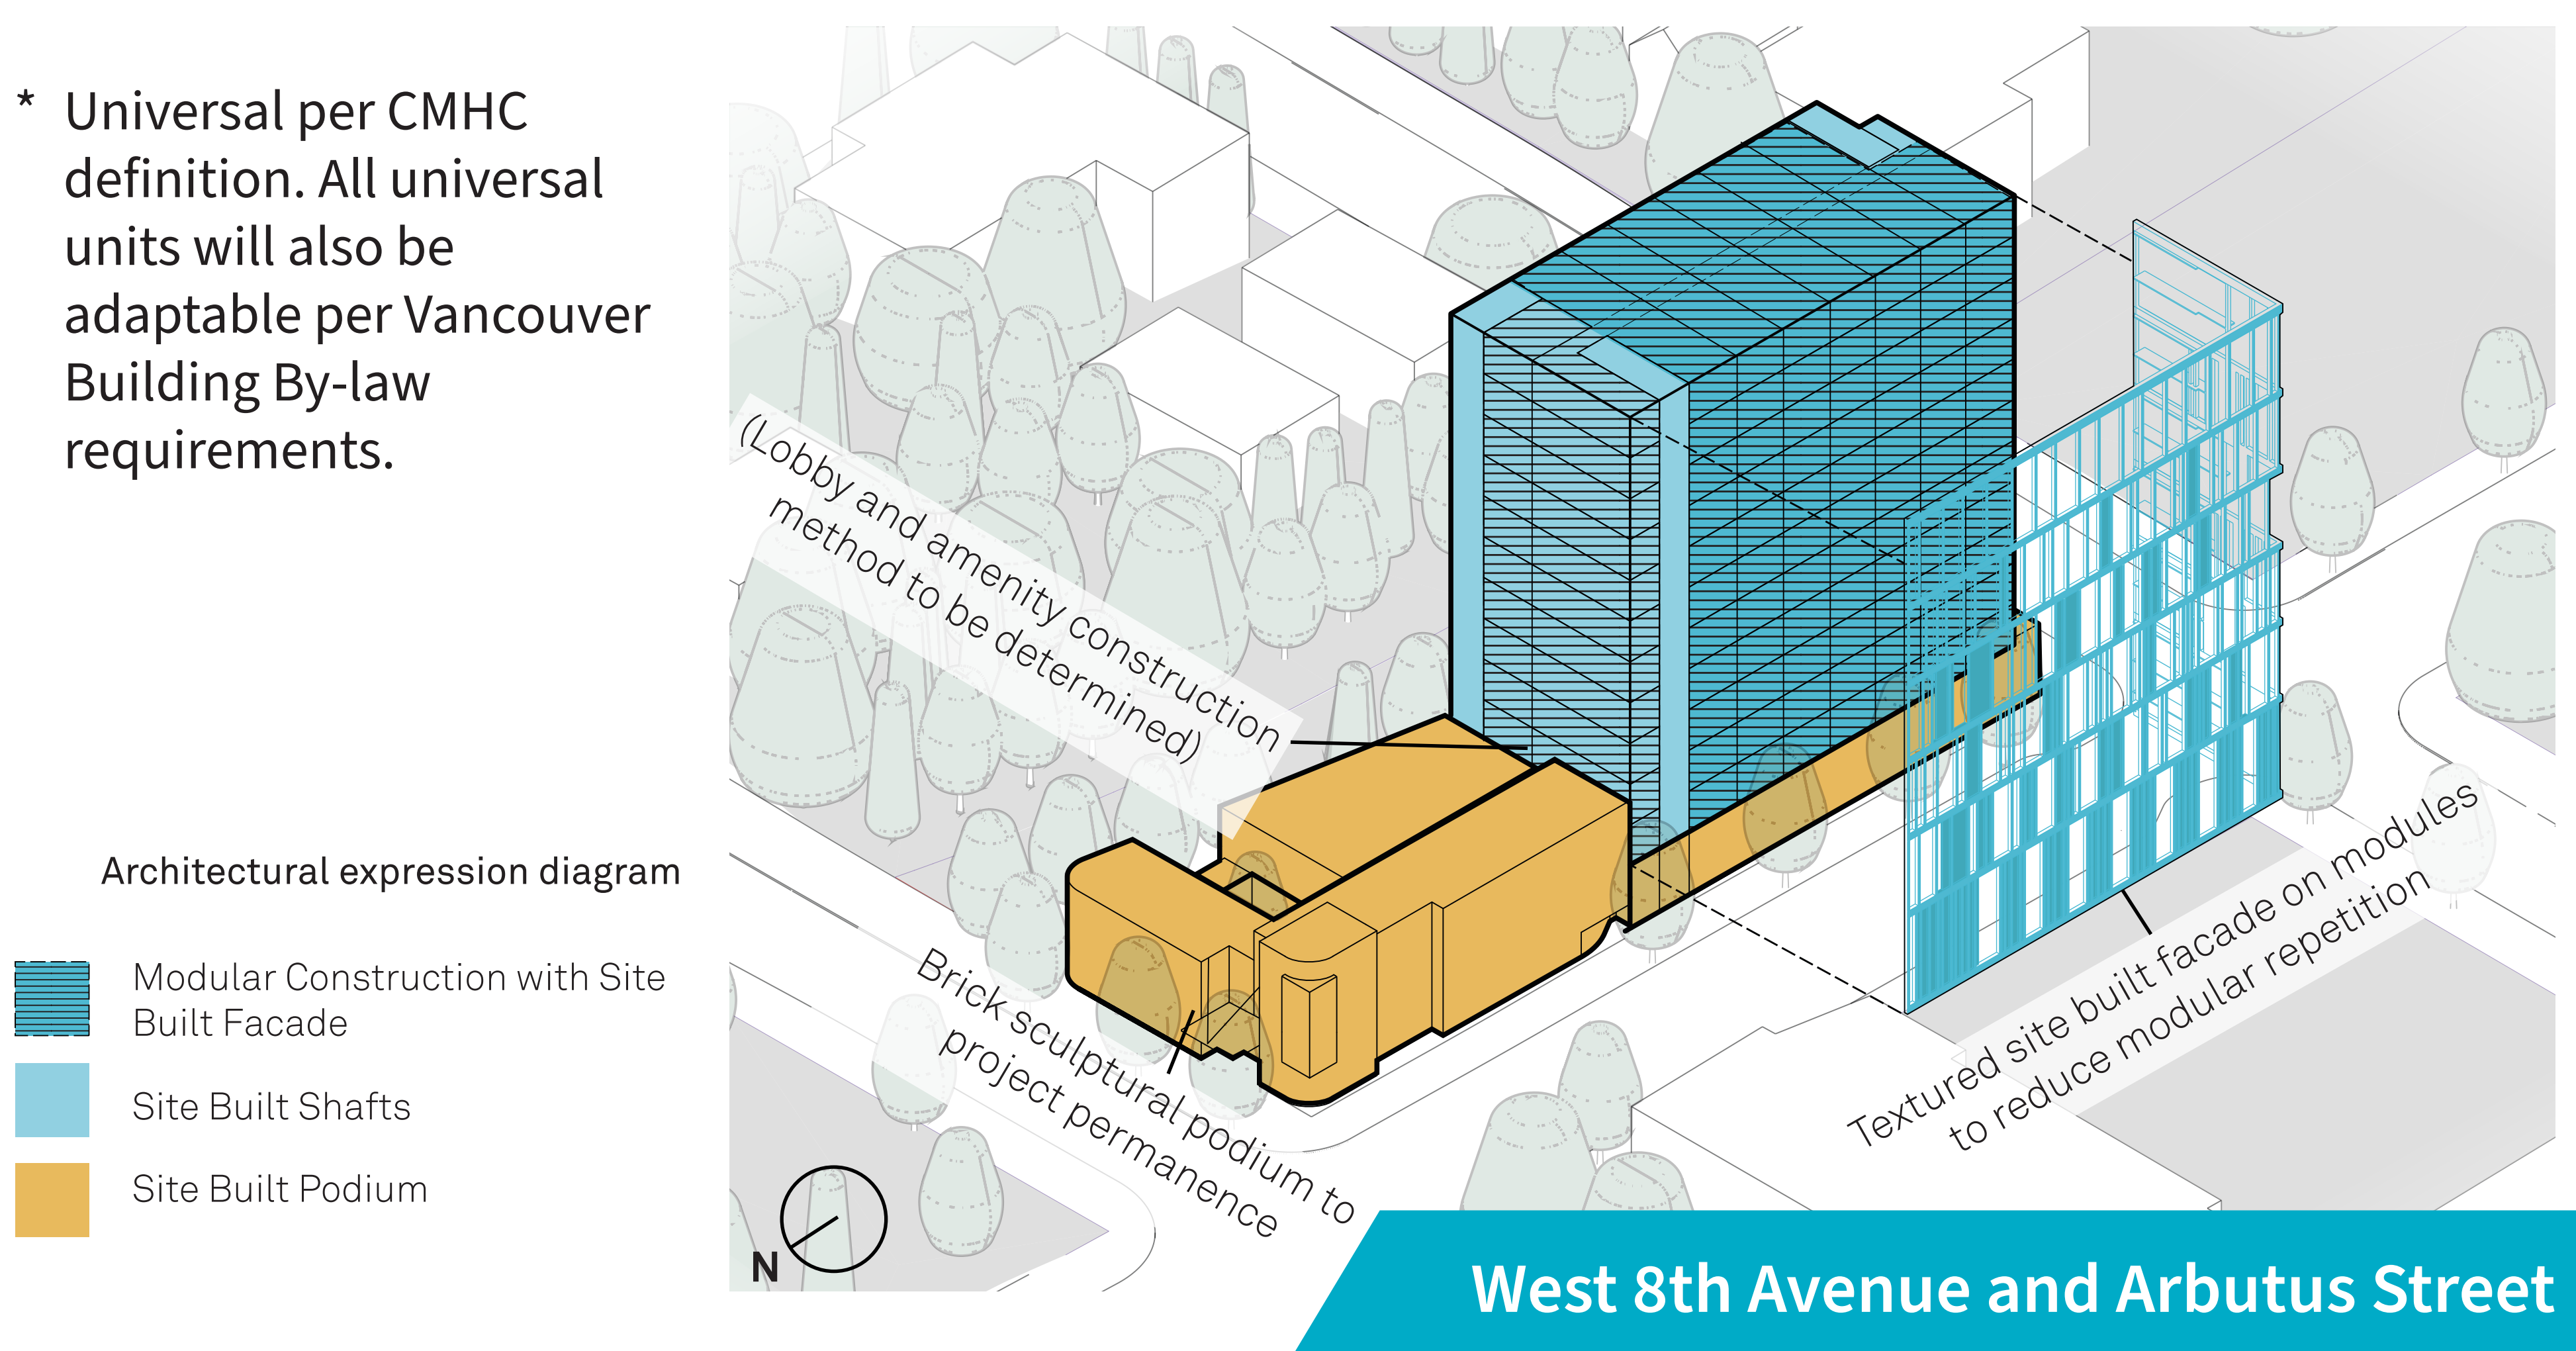 * Universal per CMHC
definition. All universal
units will also be
adaptable per Vancouver
Building By-law
requirements.
(Lobby and amenity construction
method to be determined)
Architectural expression diagram
Modular Construction with Site
Built Facade
Site Built Shafts
Site Built Podium
Brick sculptural podium to
project permanence
Textured site built facade on modules
to reduce modular repetition
N
West 8th Avenue and Arbutus Street